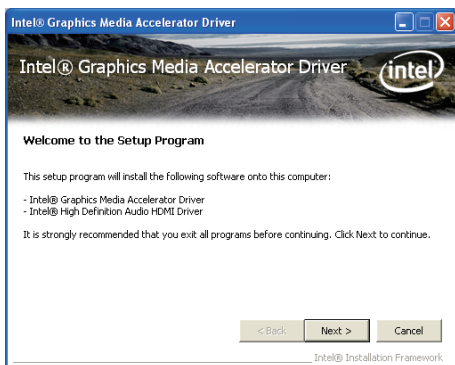 Intel® Graphics Media Accelerator Driver
Intel® Graphics Media Accelerator Driver
intel
Welcome to the Setup Program
This setup program will install the following software onto this computer:
- Intel® Graphics Media Accelerator Driver
- Intel® High Definition Audio HDMI Driver
It is strongly recommended that you exit all programs before continuing. Click Next to continue.
< Back Next > Cancel
Intel® Installation Framework